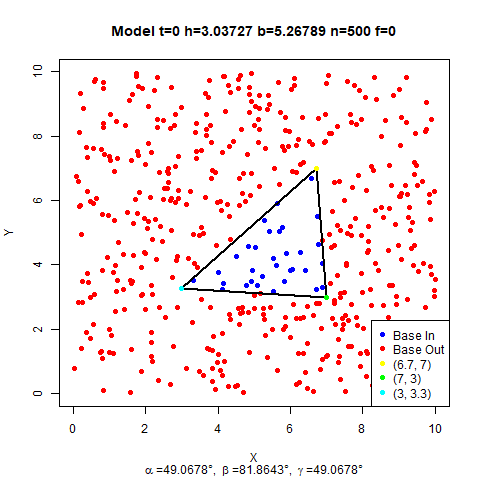 Model t=0 h=3.03727 b=5.26789 n=500 f=0
10
8
6
4
2
0
Y
Base In
Base Out
(6.7, 7)
(7, 3)
(3, 3.3)
0 2 4 6 8 10
X
α=49.0678°, β=81.8643°, γ=49.0678°